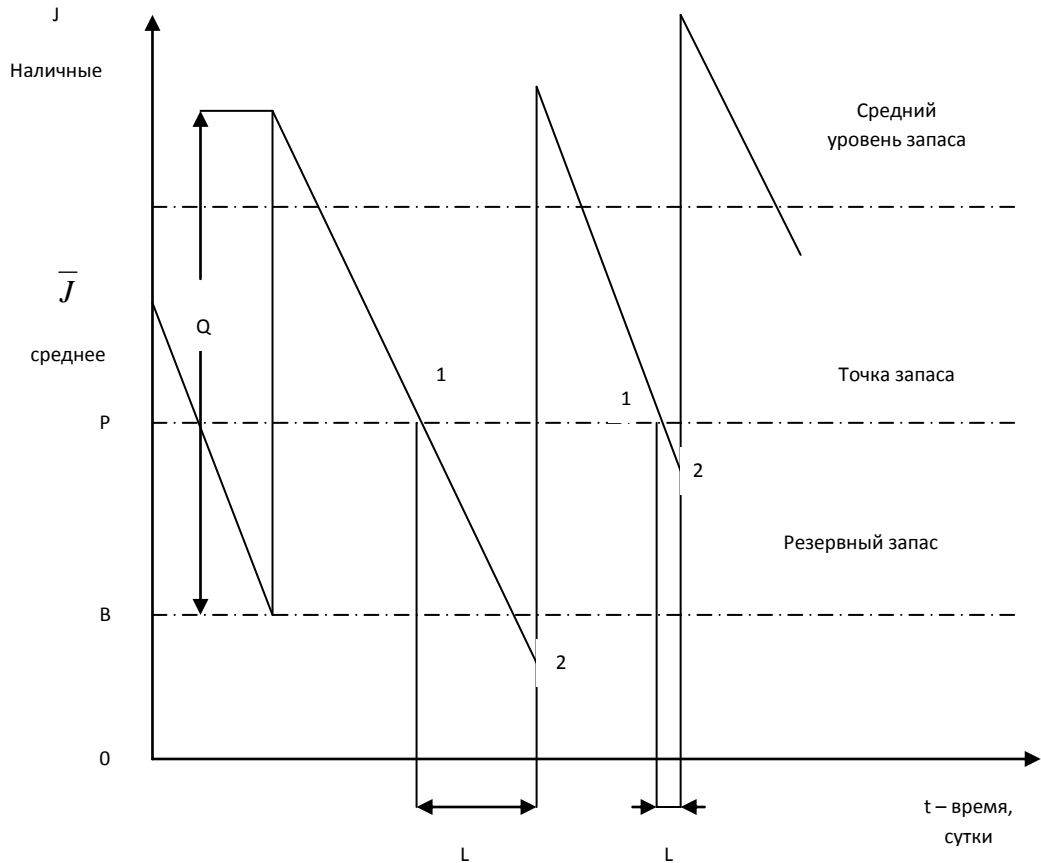 J
Наличные
Средний
уровень запаса
J
Q
среднее
1
Точка запаса
1
P
2
Резервный запас
B
2
0
t – время,
сутки
L
L